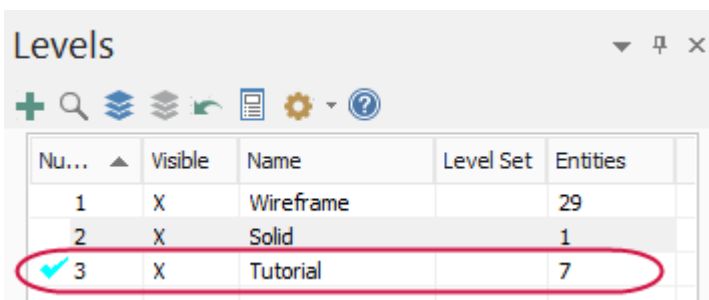 Levels
Nu... Visible Name Level Set Entities
1 X Wireframe 29
2 X Solid 1
3 X Tutorial 7